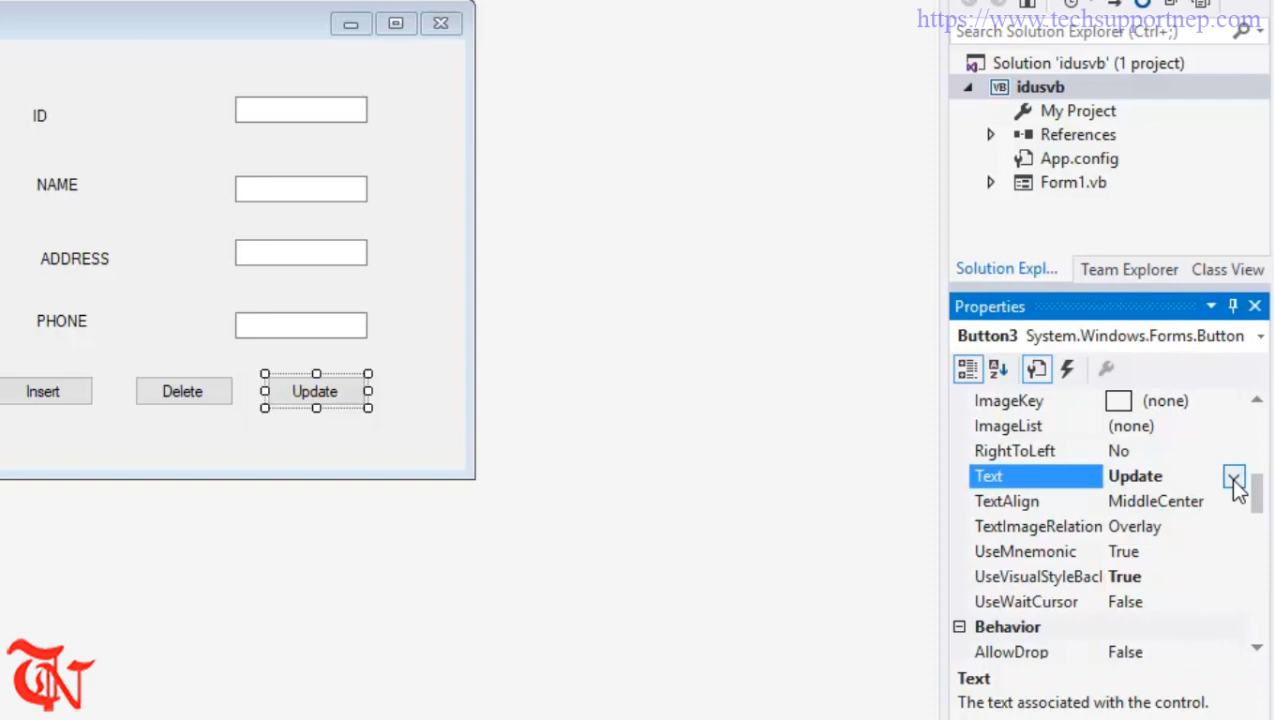 https://www.techsupportnep.com
Search Solution Explorer (Ctrl+;)
Solution 'idusvb' (1 project)
VB idusvb
My Project
References
App.config
Form1.vb
Solution Expl... Team Explorer Class View
Properties
Button3 System.Windows.Forms.Button
ImageKey (none)
ImageList (none)
RightToLeft No
Text Update
TextAlign MiddleCenter
TextImageRelation Overlay
UseMnemonic True
UseVisualStyleBacl True
UseWaitCursor False
Behavior
AllowDrop False
Text
The text associated with the control.
ID
NAME
ADDRESS
PHONE
Insert Delete Update
TN